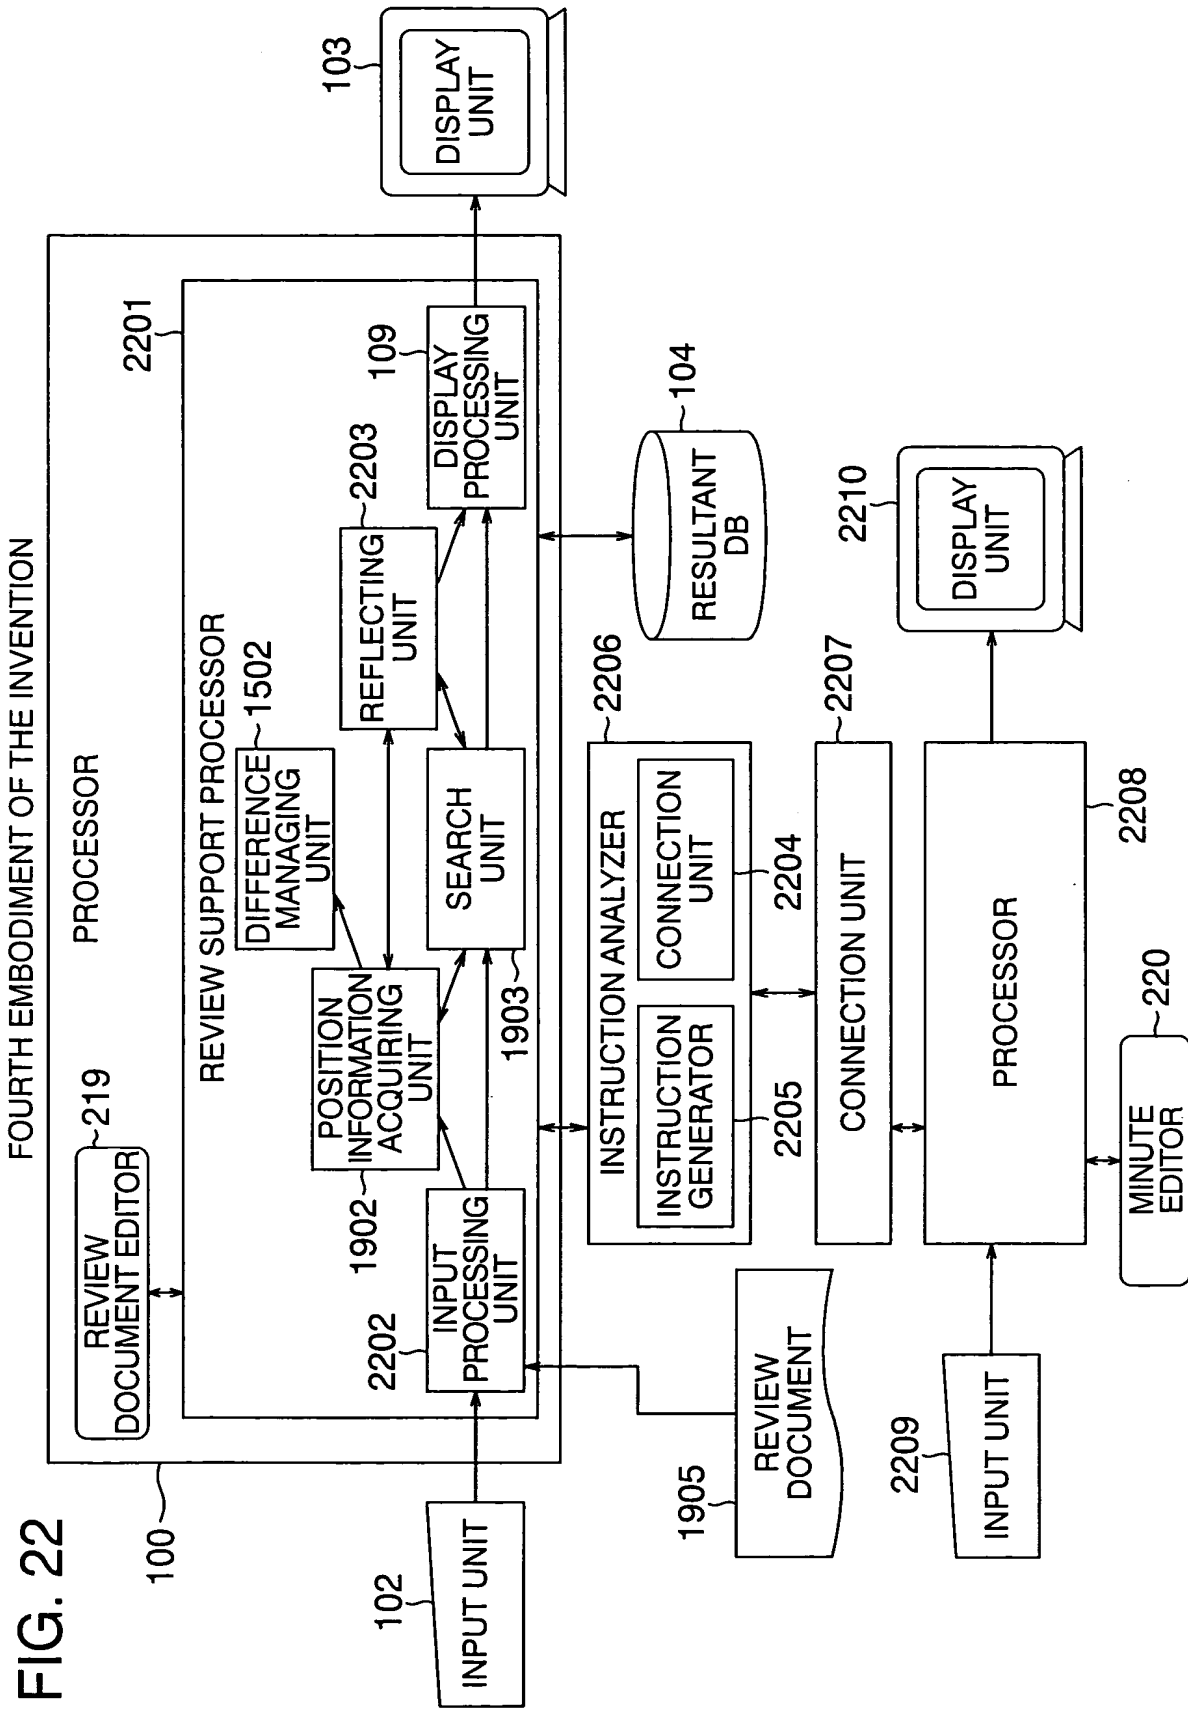 FIG. 22
FOURTH EMBODIMENT OF THE INVENTION
100
PROCESSOR
REVIEW
DOCUMENT EDITOR
219
2201
REVIEW SUPPORT PROCESSOR
DIFFERENCE
MANAGING
UNIT
1502
1902
POSITION
INFORMATION
ACQUIRING
UNIT
REFLECTING
UNIT
2203
102
INPUT UNIT
2202
INPUT
PROCESSING
UNIT
SEARCH
UNIT
1903
109
DISPLAY
PROCESSING
UNIT
103
DISPLAY
UNIT
1905
REVIEW
DOCUMENT
INSTRUCTION ANALYZER
2206
INSTRUCTION
GENERATOR
2205
CONNECTION
UNIT
2204
104
RESULTANT
DB
CONNECTION UNIT
2207
2209
INPUT UNIT
PROCESSOR
2208
2210
DISPLAY
UNIT
MINUTE
EDITOR
220